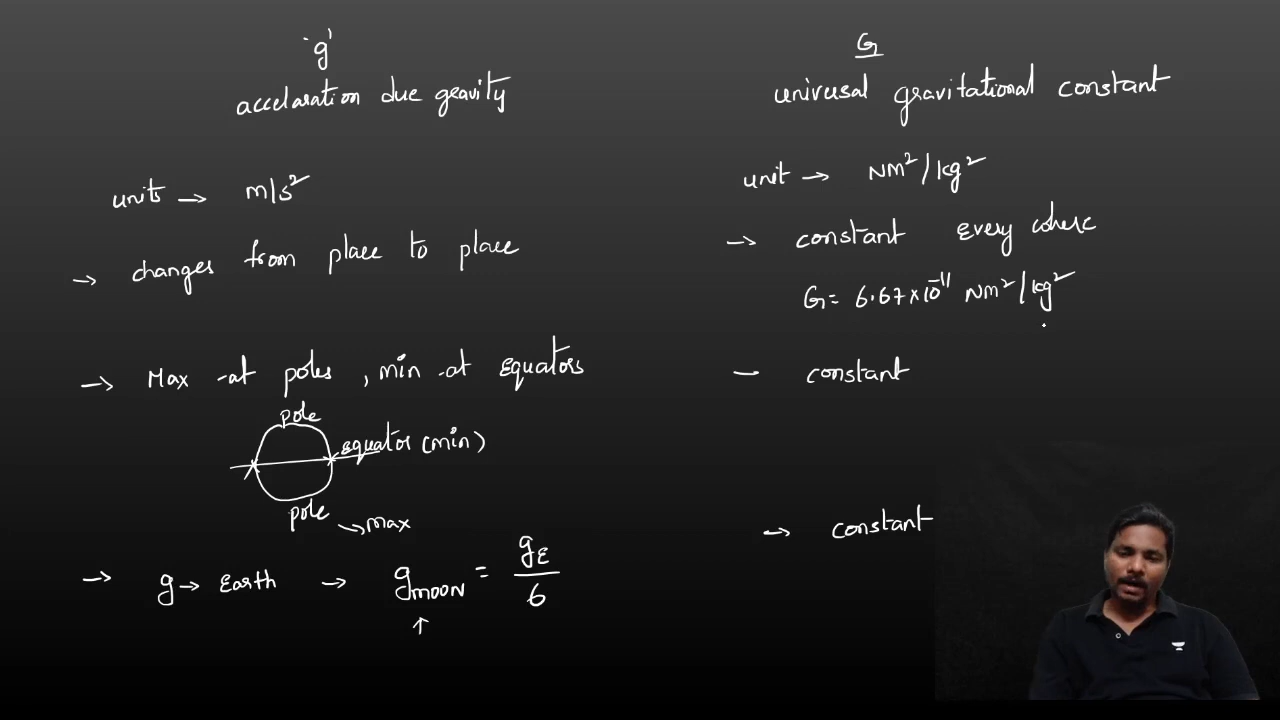 'g'
accelaration due geavity
units → m/s²
→ changes from place to place
→ Max at poles, min at equators
pole
equator (min)
pole
→ max
→ g → Earth → gmoon = gE/6
↑
G
universal gravitational constant
unit → Nm²/kg²
→ constant every where
G = 6.67×10⁻¹¹ Nm²/kg²
– constant
→ constant